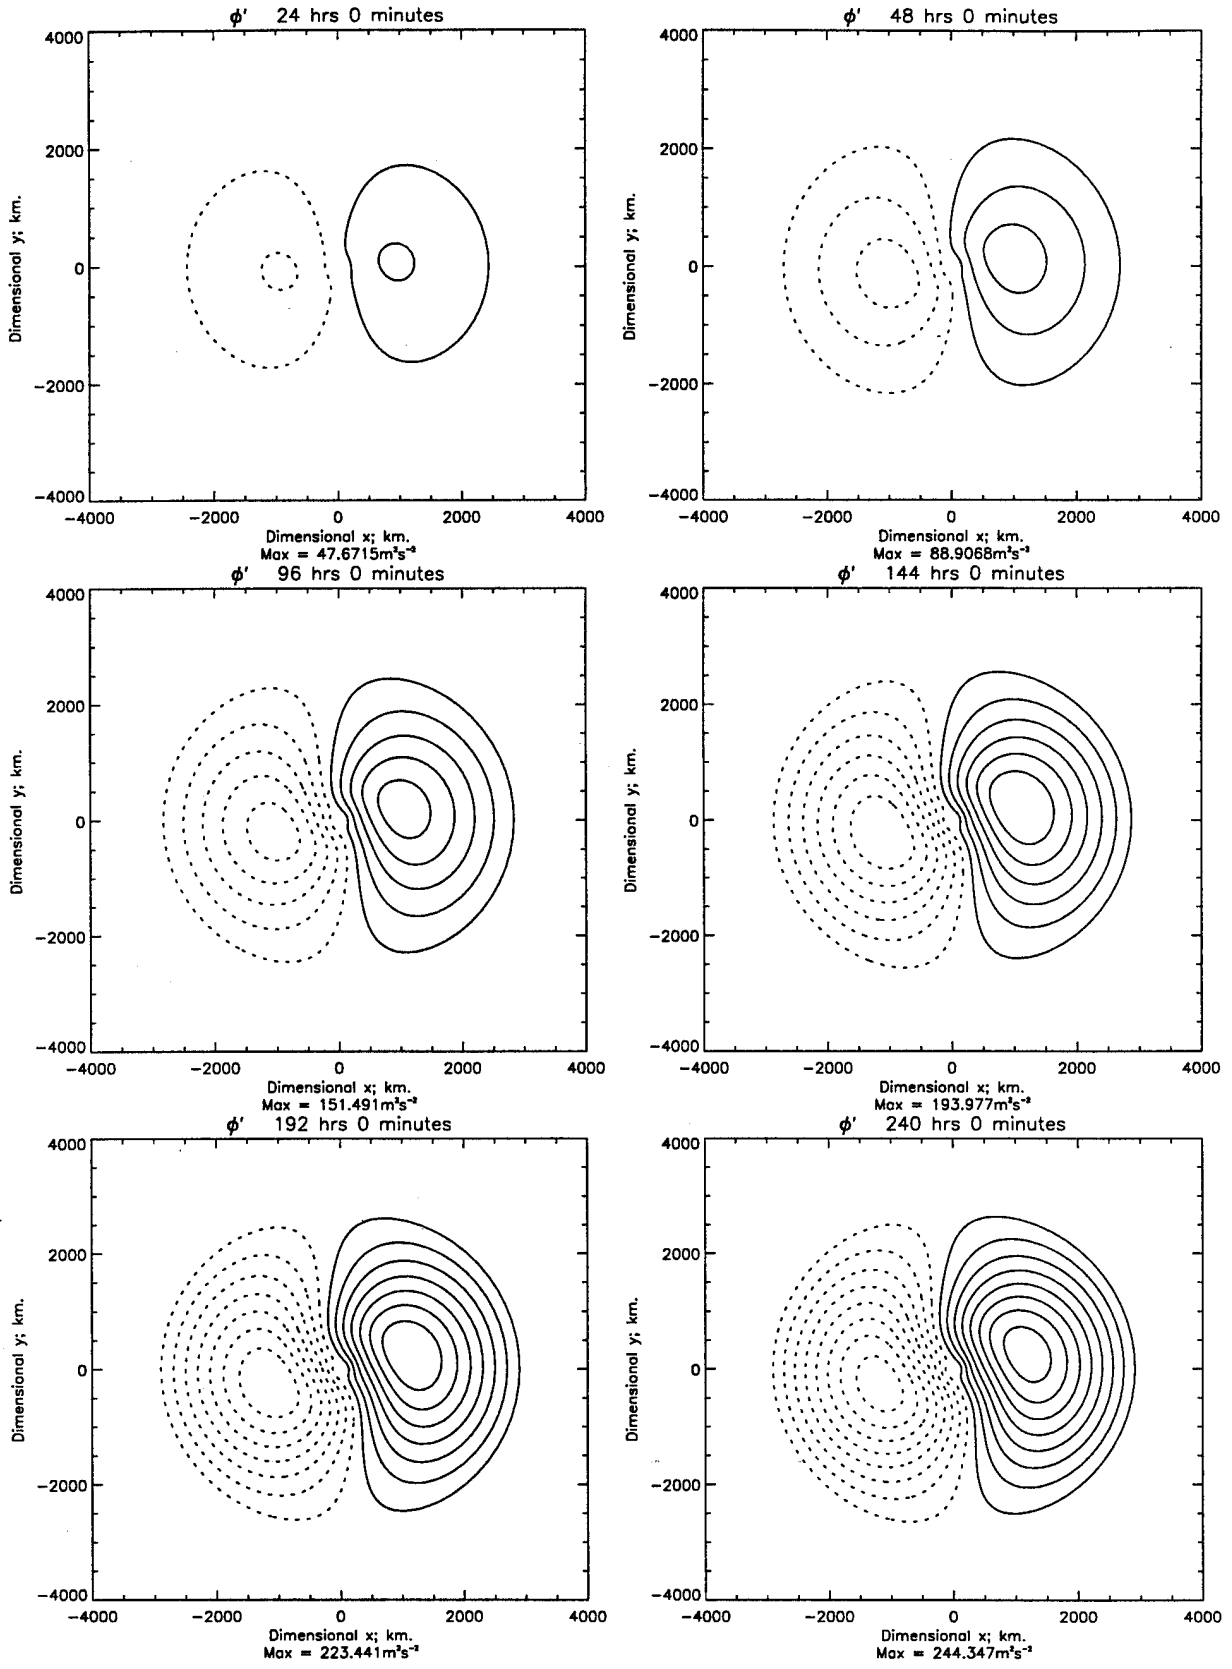 ϕ' 24 hrs 0 minutes
4000
2000
0
−2000
−4000
Dimensional y; km.
−4000 −2000 0 2000 4000
Dimensional x; km.
Max = 47.6715m²s⁻²
ϕ' 48 hrs 0 minutes
4000
2000
0
−2000
−4000
Dimensional y; km.
−4000 −2000 0 2000 4000
Dimensional x; km.
Max = 88.9068m²s⁻²
ϕ' 96 hrs 0 minutes
4000
2000
0
−2000
−4000
Dimensional y; km.
−4000 −2000 0 2000 4000
Dimensional x; km.
Max = 151.491m²s⁻²
ϕ' 144 hrs 0 minutes
4000
2000
0
−2000
−4000
Dimensional y; km.
−4000 −2000 0 2000 4000
Dimensional x; km.
Max = 193.977m²s⁻²
ϕ' 192 hrs 0 minutes
4000
2000
0
−2000
−4000
Dimensional y; km.
−4000 −2000 0 2000 4000
Dimensional x; km.
Max = 223.441m²s⁻²
ϕ' 240 hrs 0 minutes
4000
2000
0
−2000
−4000
Dimensional y; km.
−4000 −2000 0 2000 4000
Dimensional x; km.
Max = 244.347m²s⁻²